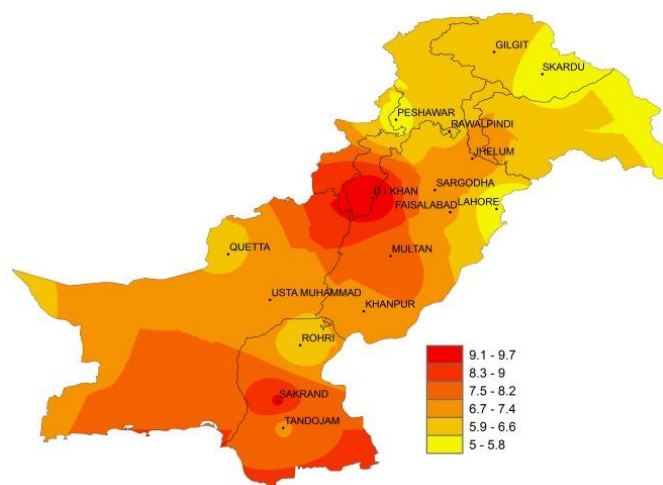 GILGIT
SKARDU
PESHAWAR
RAWALPINDI
JHELUM
D I KHAN
SARGODHA
FAISALABAD
LAHORE
QUETTA
MULTAN
USTA MUHAMMAD
KHANPUR
ROHRI
SAKRAND
TANDOJAM
9.1 - 9.7
8.3 - 9
7.5 - 8.2
6.7 - 7.4
5.9 - 6.6
5 - 5.8